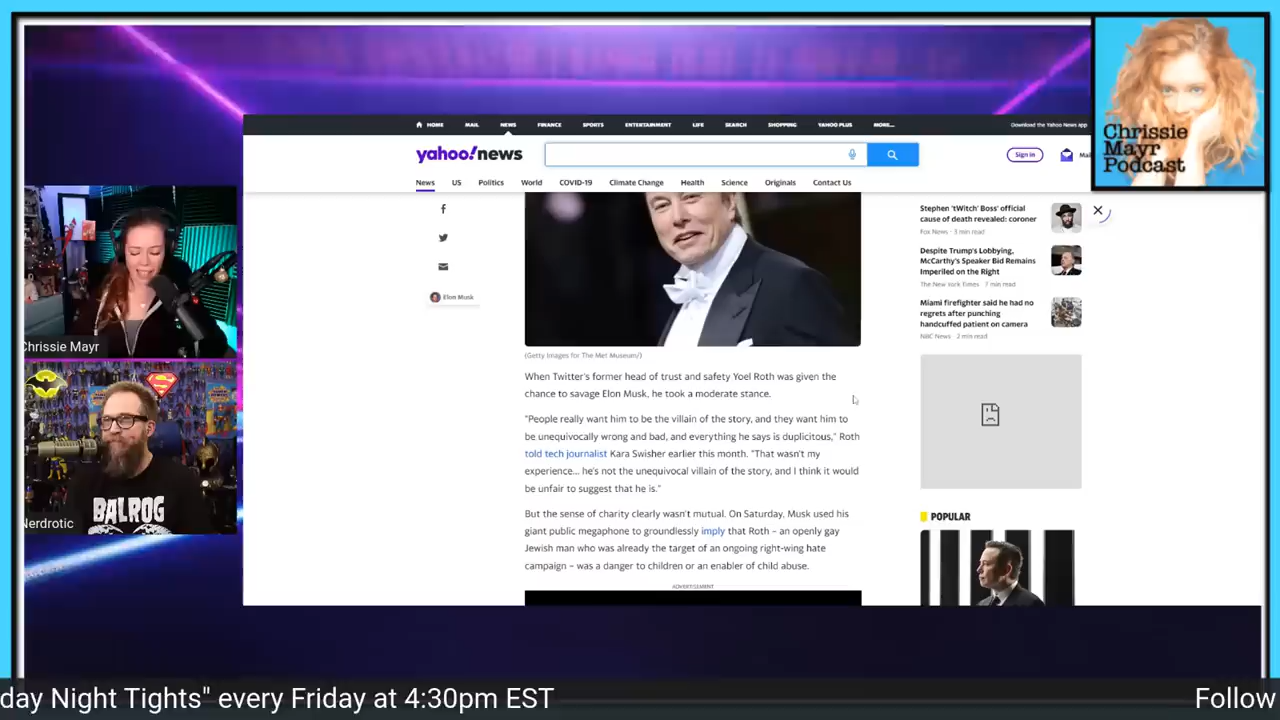 HOME MAIL NEWS FINANCE SPORTS ENTERTAINMENT LIFE SEARCH SHOPPING YAHOO PLUS MORE...
Download the Yahoo News app
yahoo!news
Sign in
Mail
News US Politics World COVID-19 Climate Change Health Science Originals Contact Us
Chrissie
Mayr
Podcast
Elon Musk
(Getty Images for The Met Museum/)
When Twitter's former head of trust and safety Yoel Roth was given the
chance to savage Elon Musk, he took a moderate stance.
"People really want him to be the villain of the story, and they want him to
be unequivocally wrong and bad, and everything he says is duplicitous," Roth
told tech journalist Kara Swisher earlier this month. "That wasn't my
experience... he's not the unequivocal villain of the story, and I think it would
be unfair to suggest that he is."
But the sense of charity clearly wasn't mutual. On Saturday, Musk used his
giant public megaphone to groundlessly imply that Roth – an openly gay
Jewish man who was already the target of an ongoing right-wing hate
campaign – was a danger to children or an enabler of child abuse.
ADVERTISEMENT
Stephen 'tWitch' Boss' official
cause of death revealed: coroner
Fox News · 3 min read
Despite Trump's Lobbying,
McCarthy's Speaker Bid Remains
Imperiled on the Right
The New York Times · 7 min read
Miami firefighter said he had no
regrets after punching
handcuffed patient on camera
NBC News · 2 min read
POPULAR
Chrissie Mayr
BALROG
Nerdrotic
day Night Tights" every Friday at 4:30pm EST
Follow